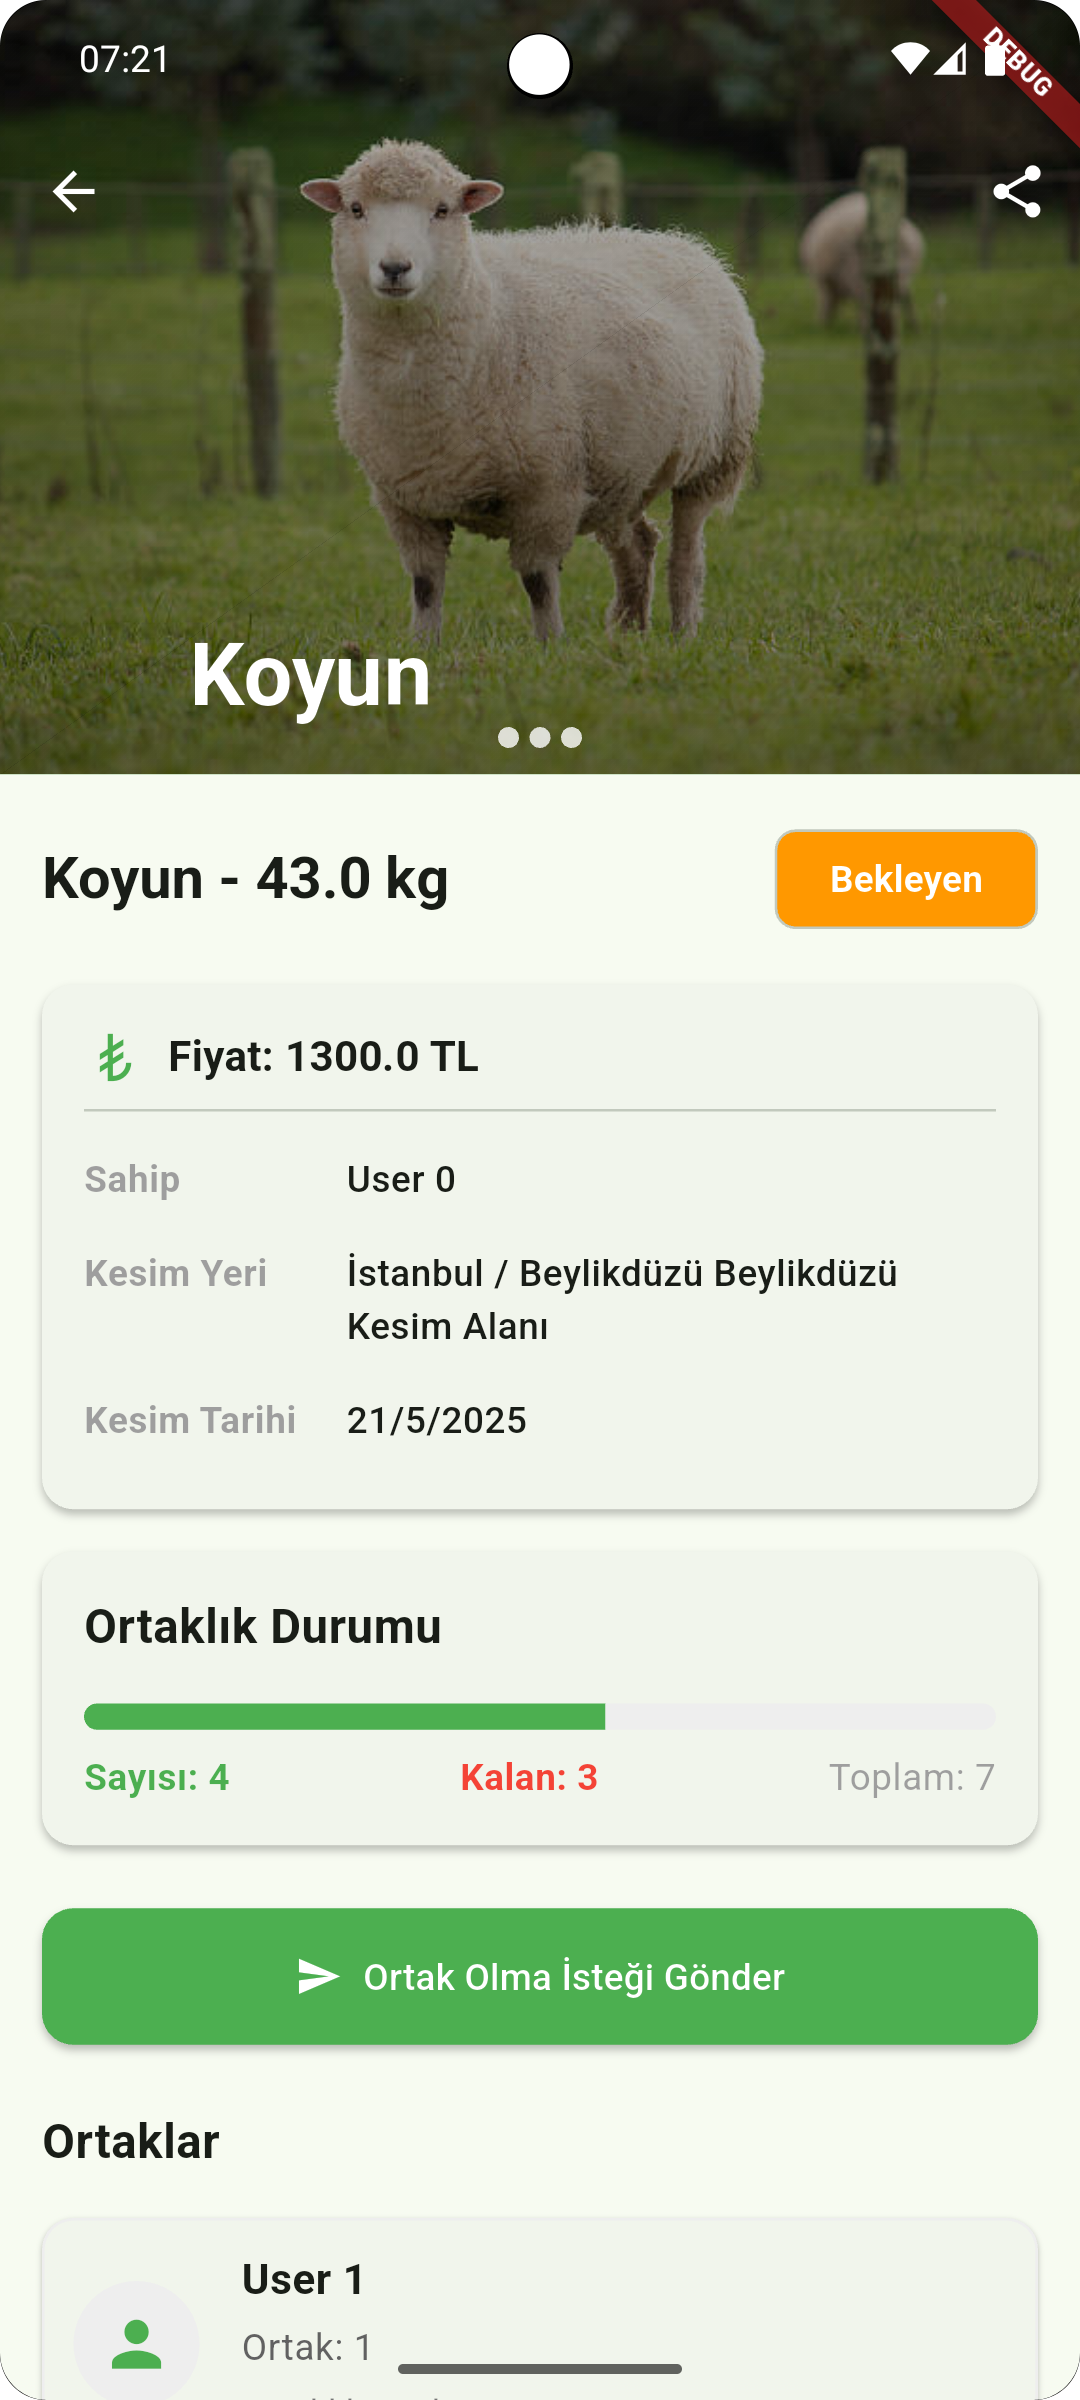 07:21
DEBUG
Koyun
Koyun - 43.0 kg
Bekleyen
₺ Fiyat: 1300.0 TL
Sahip User 0
Kesim Yeri İstanbul / Beylikdüzü Beylikdüzü
Kesim Alanı
Kesim Tarihi 21/5/2025
Ortaklık Durumu
Sayısı: 4 Kalan: 3 Toplam: 7
Ortak Olma İsteği Gönder
Ortaklar
User 1
Ortak: 1